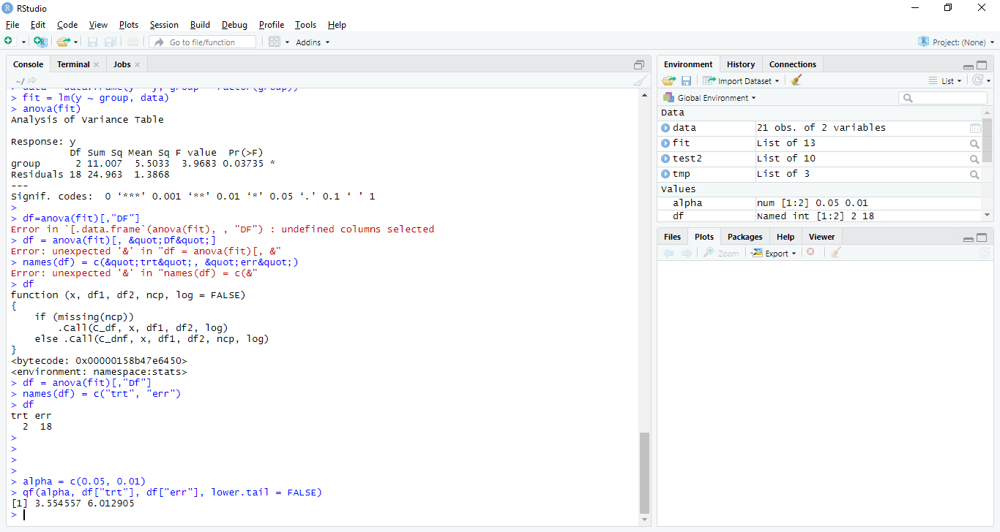 RStudio
File Edit Code View Plots Session Build Debug Profile Tools Help
Go to file/function Addins Project: (None)
Console Terminal Jobs
~/
> fit = lm(y ~ group, data)
> anova(fit)
Analysis of Variance Table
Response: y
Df Sum Sq Mean Sq F value Pr(>F)
group 2 11.007 5.5033 3.9683 0.03735 *
Residuals 18 24.963 1.3868
---
Signif. codes: 0 ‘***’ 0.001 ‘**’ 0.01 ‘*’ 0.05 ‘.’ 0.1 ‘ ’ 1
>
> df=anova(fit)[,"DF"]
Error in `[.data.frame`(anova(fit), , "DF") : undefined columns selected
> df = anova(fit)[, &quot;Df&quot;]
Error: unexpected '&' in "df = anova(fit)[, &"
> names(df) = c(&quot;trt&quot;, &quot;err&quot;)
Error: unexpected '&' in "names(df) = c(&"
> df
function (x, df1, df2, ncp, log = FALSE)
{
if (missing(ncp))
.Call(C_df, x, df1, df2, log)
else .Call(C_dnf, x, df1, df2, ncp, log)
}
<bytecode: 0x00000158b47e6450>
<environment: namespace:stats>
> df = anova(fit)[,"Df"]
> names(df) = c("trt", "err")
> df
trt err
2 18
>
>
>
>
> alpha = c(0.05, 0.01)
> qf(alpha, df["trt"], df["err"], lower.tail = FALSE)
[1] 3.554557 6.012905
>
Environment History Connections
Import Dataset List
Global Environment
Data
data 21 obs. of 2 variables
fit List of 13
test2 List of 10
tmp List of 3
Values
alpha num [1:2] 0.05 0.01
df Named int [1:2] 2 18
Files Plots Packages Help Viewer
Zoom Export